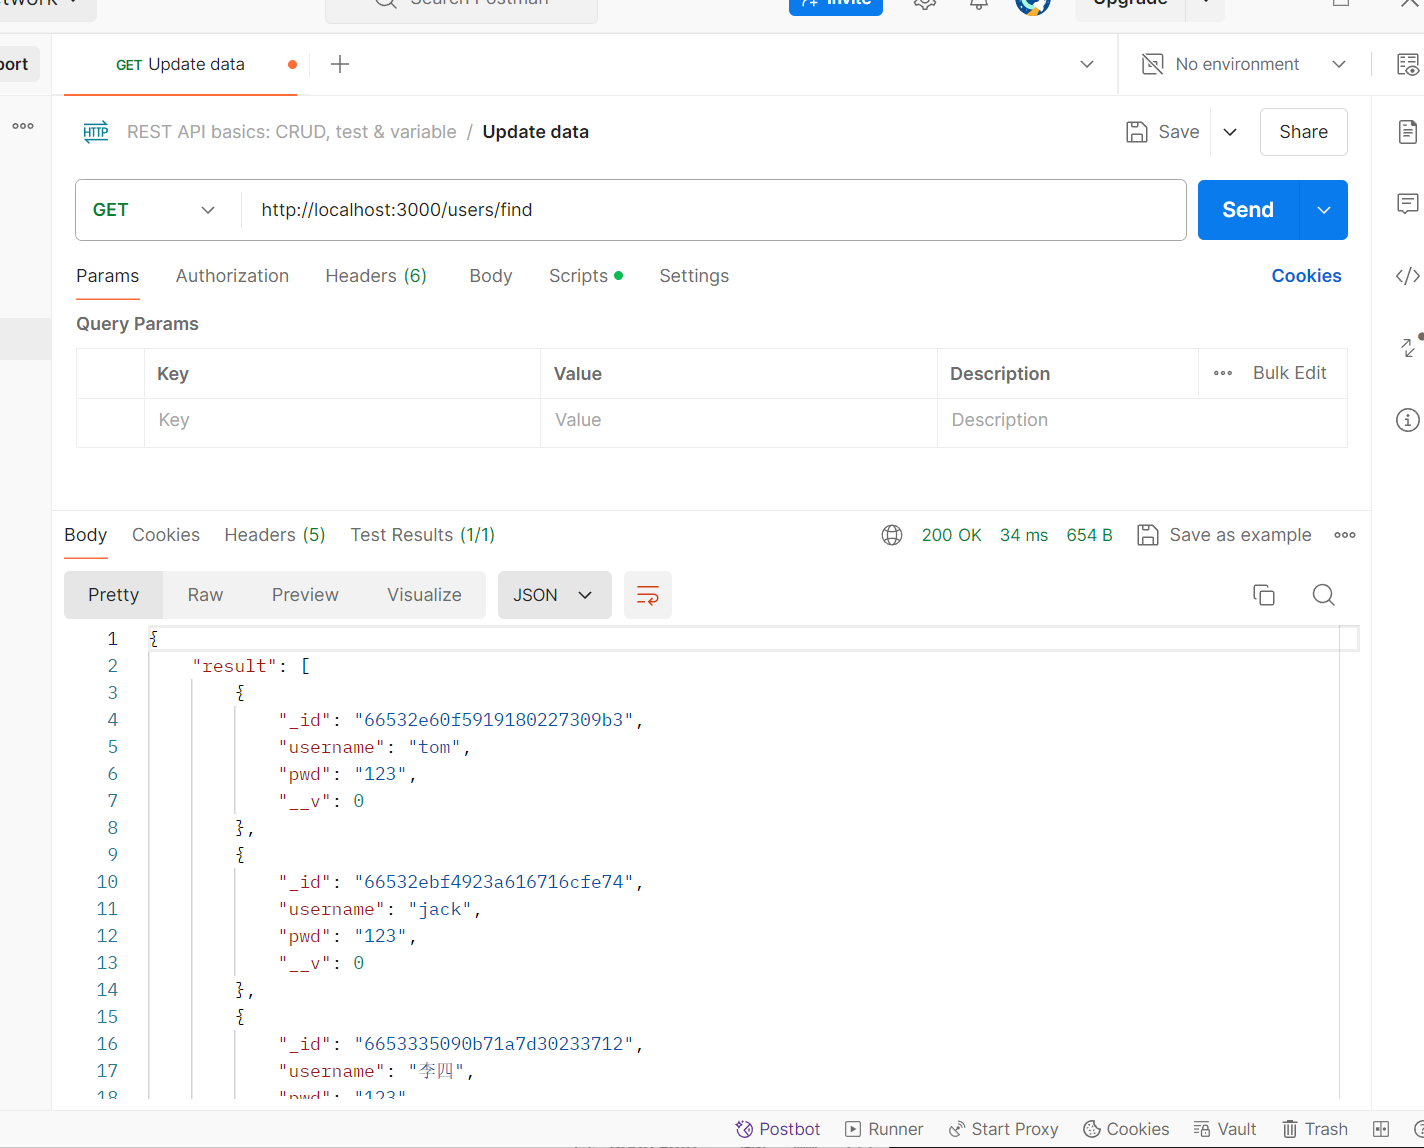 Search Postman
Invite
Upgrade
port
GET Update data
No environment
HTTP
REST API basics: CRUD, test & variable / Update data
Save
Share
GET
http://localhost:3000/users/find
Send
Params
Authorization
Headers (6)
Body
Scripts
Settings
Cookies
Query Params
Key
Value
Description
Bulk Edit
Key
Value
Description
Body
Cookies
Headers (5)
Test Results (1/1)
200 OK
34 ms
654 B
Save as example
Pretty
Raw
Preview
Visualize
JSON
1 {
2 "result": [
3 {
4 "_id": "66532e60f5919180227309b3",
5 "username": "tom",
6 "pwd": "123",
7 "__v": 0
8 },
9 {
10 "_id": "66532ebf4923a616716cfe74",
11 "username": "jack",
12 "pwd": "123",
13 "__v": 0
14 },
15 {
16 "_id": "6653335090b71a7d30233712",
17 "username": "李四",
18 "pwd": "123"
Postbot
Runner
Start Proxy
Cookies
Vault
Trash